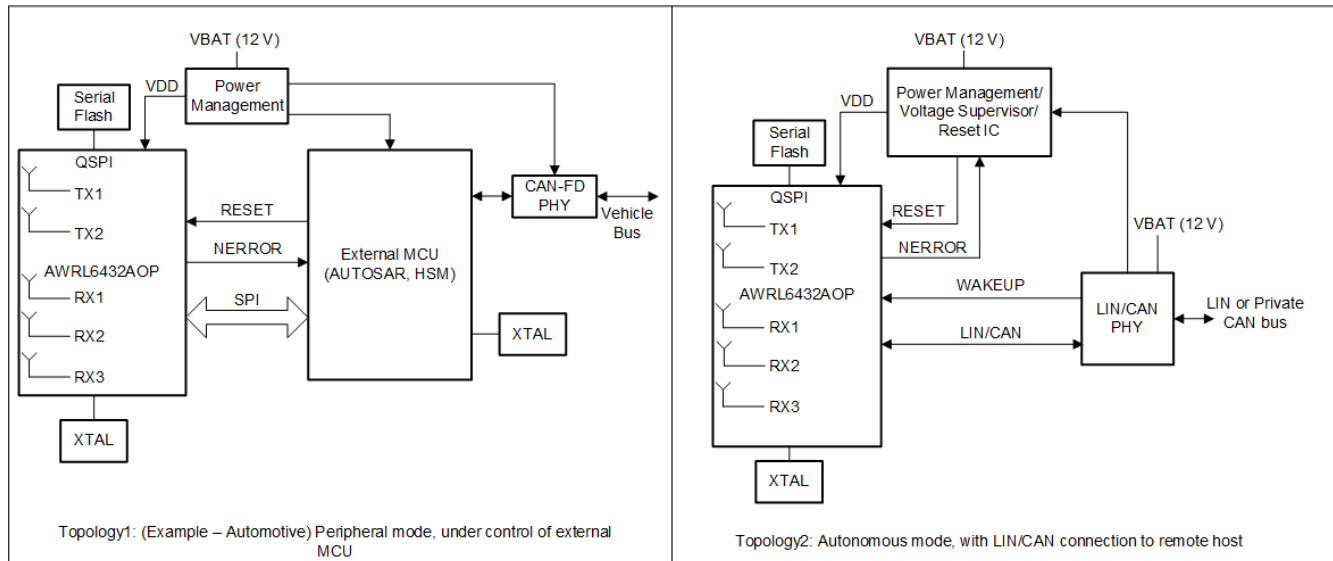 VBAT (12 V)
VDD
Power
Management
Serial
Flash
QSPI
TX1
TX2
AWRL6432AOP
RX1
RX2
RX3
RESET
NERROR
SPI
External MCU
(AUTOSAR, HSM)
CAN-FD
PHY
Vehicle
Bus
XTAL
XTAL
Topology1: (Example – Automotive) Peripheral mode, under control of external
MCU
VBAT (12 V)
Power Management/
Voltage Supervisor/
Reset IC
VDD
Serial
Flash
QSPI
TX1
TX2
AWRL6432AOP
RX1
RX2
RX3
RESET
NERROR
WAKEUP
LIN/CAN
VBAT (12 V)
LIN/CAN
PHY
LIN or Private
CAN bus
XTAL
Topology2: Autonomous mode, with LIN/CAN connection to remote host